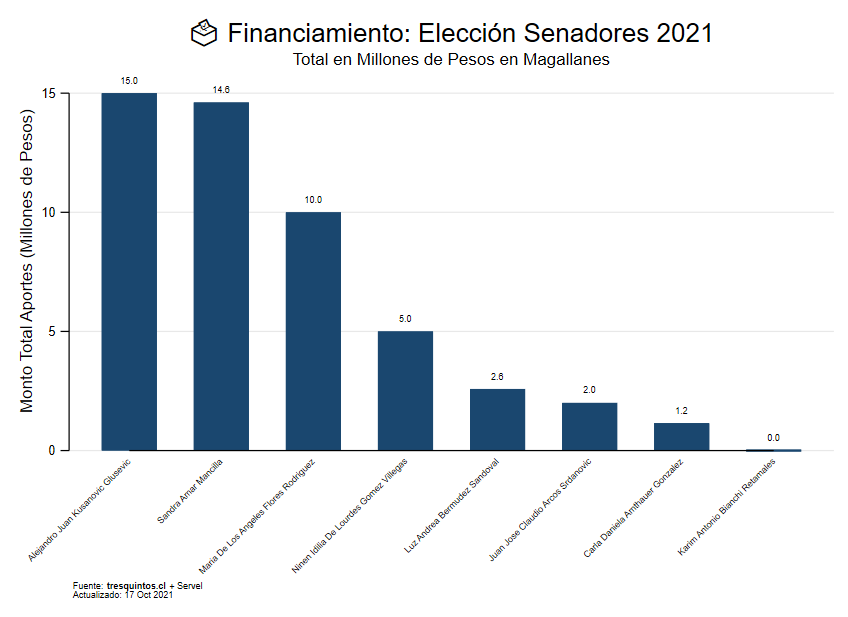 Financiamiento: Elección Senadores 2021
Total en Millones de Pesos en Magallanes
Monto Total Aportes (Millones de Pesos)
15
10
5
0
15.0
14.6
10.0
5.0
2.6
2.0
1.2
0.0
Alejandro Juan Kusanovic Glusevic
Sandra Amar Mancilla
Maria De Los Angeles Flores Rodriguez
Ninen Idilia De Lourdes Gomez Villegas
Luz Andrea Bermudez Sandoval
Juan Jose Claudio Arcos Srdanovic
Carla Daniela Amthauer Gonzalez
Karim Antonio Bianchi Retamales
Fuente: tresquintos.cl + Servel
Actualizado: 17 Oct 2021